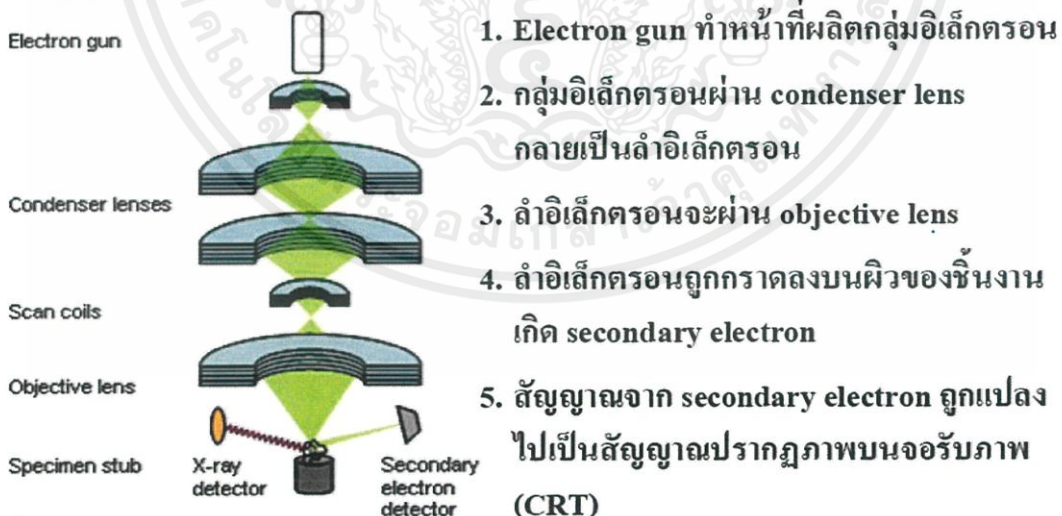 Electron gun
Condenser lenses
Scan coils
Objective lens
Specimen stub
X-ray
detector
Secondary
electron
detector
1. Electron gun ทำหน้าที่ผลิตกลุ่มอิเล็กตรอน
2. กลุ่มอิเล็กตรอนผ่าน condenser lens
กลายเป็นลำอิเล็กตรอน
3. ลำอิเล็กตรอนจะผ่าน objective lens
4. ลำอิเล็กตรอนถูกกราดลงบนผิวของชิ้นงาน
เกิด secondary electron
5. สัญญาณจาก secondary electron ถูกแปลง
ไปเป็นสัญญาณปรากฏภาพบนจอรับภาพ
(CRT)